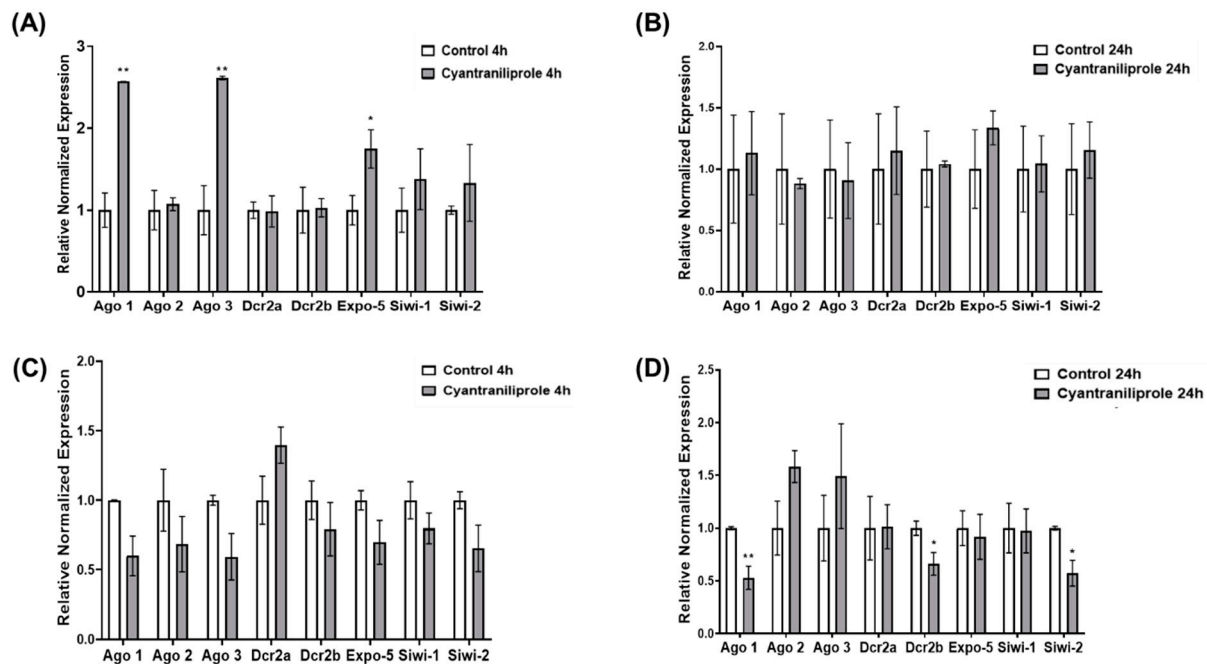 (A)
Relative Normalized Expression
3
2
1
0
**
**
*
Control 4h
Cyantraniliprole 4h
Ago 1 Ago 2 Ago 3 Dcr2a Dcr2b Expo-5 Siwi-1 Siwi-2
(B)
Relative Normalized Expression
2.0
1.5
1.0
0.5
0.0
Control 24h
Cyantraniliprole 24h
Ago 1 Ago 2 Ago 3 Dcr2a Dcr2b Expo-5 Siwi-1 Siwi-2
(C)
Relative Normalized Expression
2.0
1.5
1.0
0.5
0.0
Control 4h
Cyantraniliprole 4h
Ago 1 Ago 2 Ago 3 Dcr2a Dcr2b Expo-5 Siwi-1 Siwi-2
(D)
Relative Normalized Expression
2.5
2.0
1.5
1.0
0.5
0.0
**
*
*
Control 24h
Cyantraniliprole 24h
Ago 1 Ago 2 Ago 3 Dcr2a Dcr2b Expo-5 Siwi-1 Siwi-2